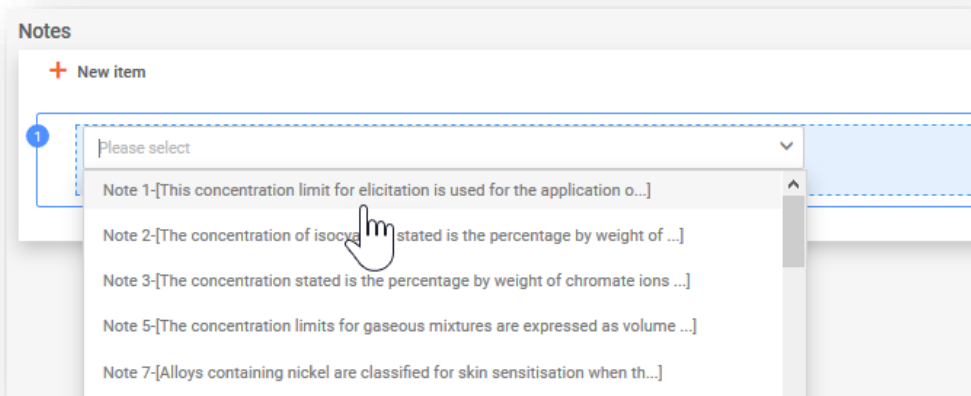 Notes
+ New item
1
Please select
Note 1-[This concentration limit for elicitation is used for the application o...]
Note 2-[The concentration of stated is the percentage by weight of ...]
Note 3-[The concentration stated is the percentage by weight of chromate ions ...]
Note 5-[The concentration limits for gaseous mixtures are expressed as volume ...]
Note 7-[Alloys containing nickel are classified for skin sensitisation when th...]